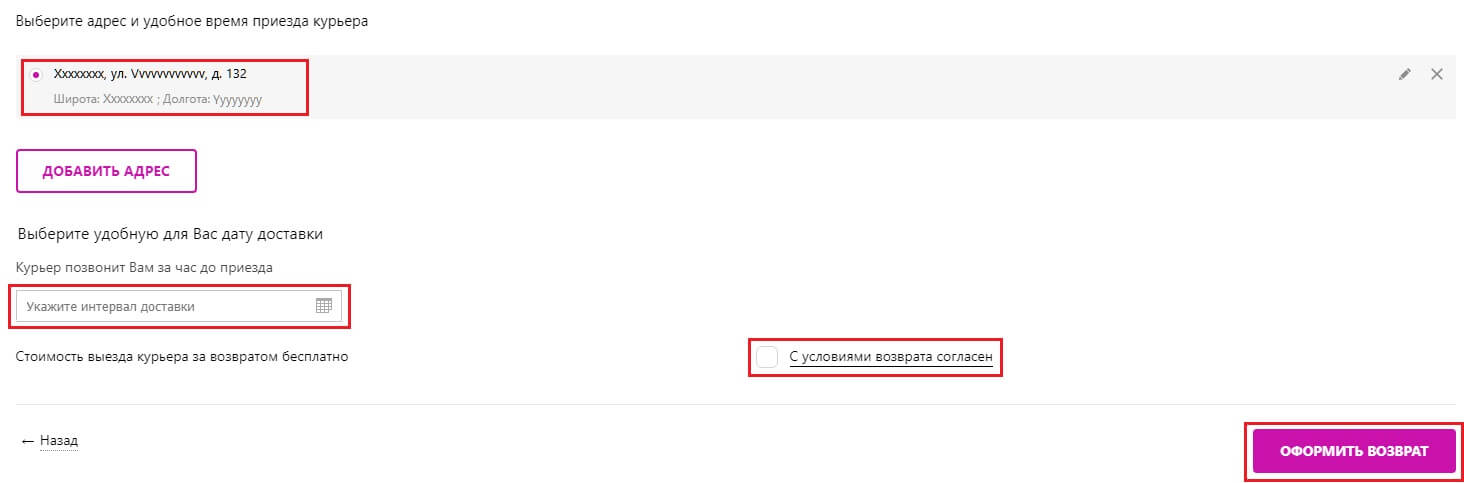 Выберите адрес и удобное время приезда курьера
Xxxxxxxx, ул. Vvvvvvvvvvvv, д. 132
Широта: Xxxxxxxx ; Долгота: Yyyyyyyy
ДОБАВИТЬ АДРЕС
Выберите удобную для Вас дату доставки
Курьер позвонит Вам за час до приезда
Укажите интервал доставки
Стоимость выезда курьера за возвратом бесплатно
С условиями возврата согласен
← Назад
ОФОРМИТЬ ВОЗВРАТ